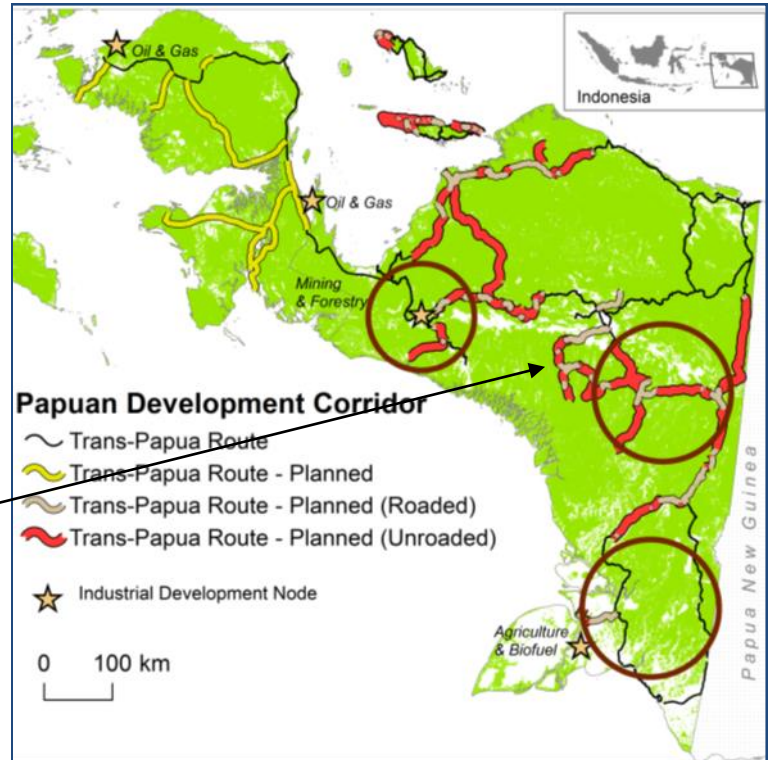 Oil & Gas
Indonesia
Oil & Gas
Mining
& Forestry
Papuan Development Corridor
Trans-Papua Route
Trans-Papua Route - Planned
Trans-Papua Route - Planned (Roaded)
Trans-Papua Route - Planned (Unroaded)
Industrial Development Node
0 100 km
Agriculture
& Biofuel
Papua New Guinea